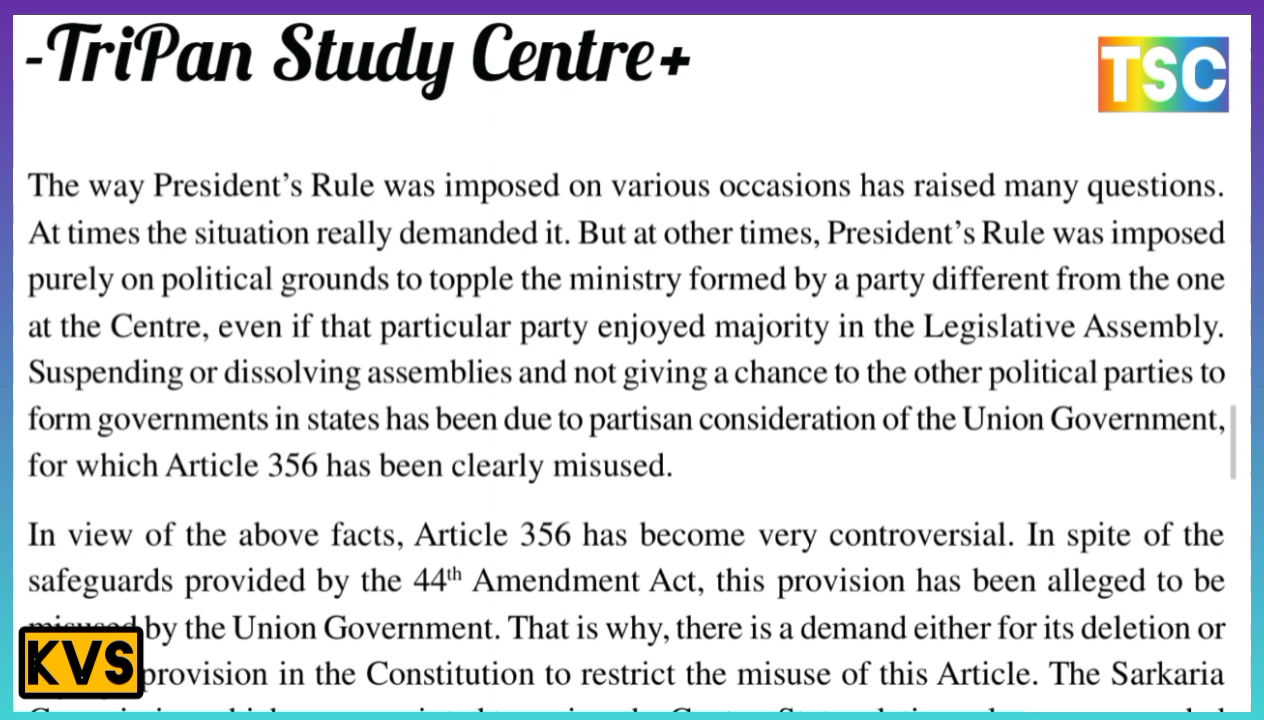 -TriPan Study Centre+
TSC
The way President's Rule was imposed on various occasions has raised many questions.
At times the situation really demanded it. But at other times, President's Rule was imposed
purely on political grounds to topple the ministry formed by a party different from the one
at the Centre, even if that particular party enjoyed majority in the Legislative Assembly.
Suspending or dissolving assemblies and not giving a chance to the other political parties to
form governments in states has been due to partisan consideration of the Union Government,
for which Article 356 has been clearly misused.
In view of the above facts, Article 356 has become very controversial. In spite of the
safeguards provided by the 44th Amendment Act, this provision has been alleged to be
misused by the Union Government. That is why, there is a demand either for its deletion or
provision in the Constitution to restrict the misuse of this Article. The Sarkaria
KVS